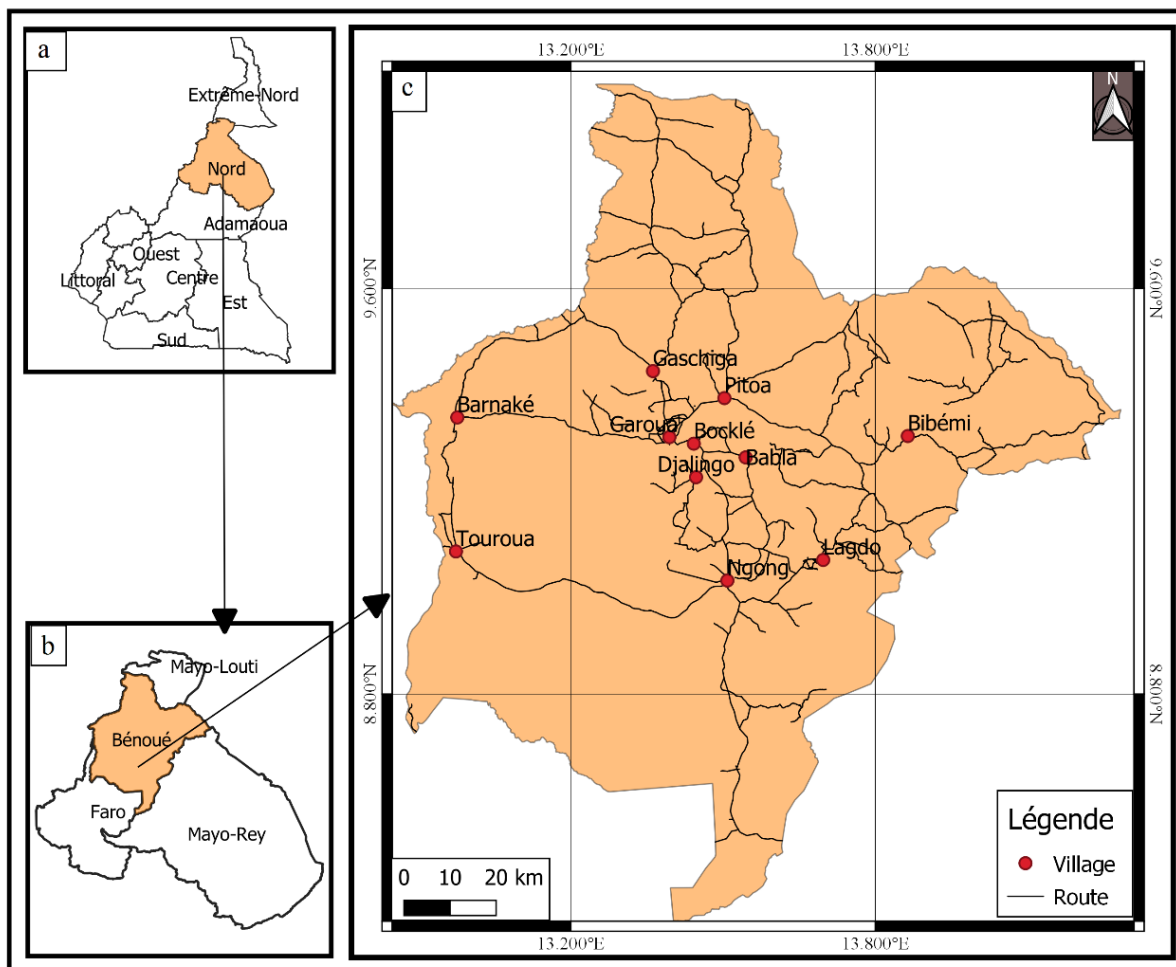 a
Extrême-Nord
Nord
Adamaoua
Ouest
Littoral
Centre
Est
Sud
b
Mayo-Louti
Bénoué
Faro
Mayo-Rey
c
13.200°E
13.800°E
N
9.600°N
9.600°N
Gaschiga
Pitoa
Barnaké
Garoua
Bocklé
Bibémi
Djalingo
Babla
Touroua
Lagdo
Ngong
8.800°N
8.800°N
Légende
Village
Route
0 10 20 km
13.200°E
13.800°E